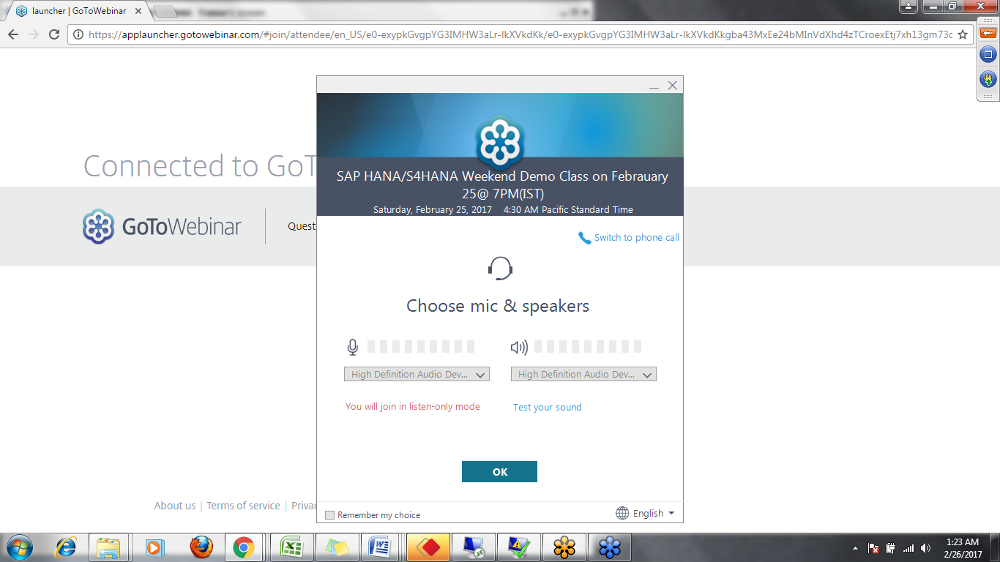 launcher | GoToWebinar
https://applauncher.gotowebinar.com/#join/attendee/en_US/e0-exypkGvgpYG3IMHW3aLr-lkXVkdKk/e0-exypkGvgpYG3IMHW3aLr-lkXVkdKkgba43MxEe24bMInVdXhd4zTCroexEtj7xh13gm73c
Connected to GoT
GoToWebinar
Quest
SAP HANA/S4HANA Weekend Demo Class on Febrauary
25@ 7PM(IST)
Saturday, February 25, 2017 4:30 AM Pacific Standard Time
Switch to phone call
Choose mic & speakers
High Definition Audio Dev... High Definition Audio Dev...
You will join in listen-only mode Test your sound
OK
About us | Terms of service | Privac
Remember my choice
English
1:23 AM
2/26/2017